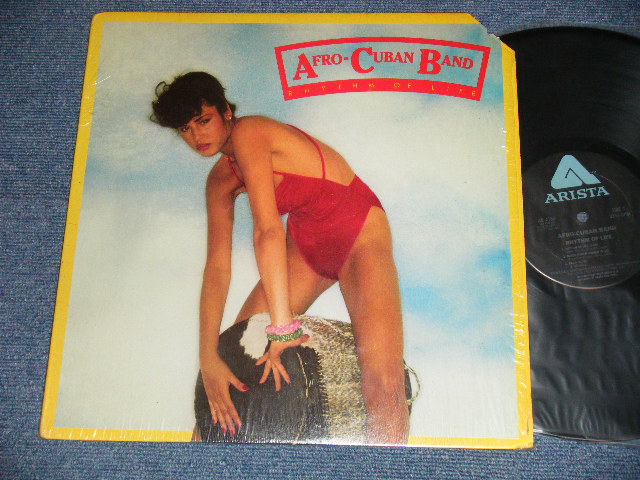 AFRO-CUBAN BAND
RHYTHM OF LIFE
ARISTA
AFRO-CUBAN BAND
RHYTHM OF LIFE